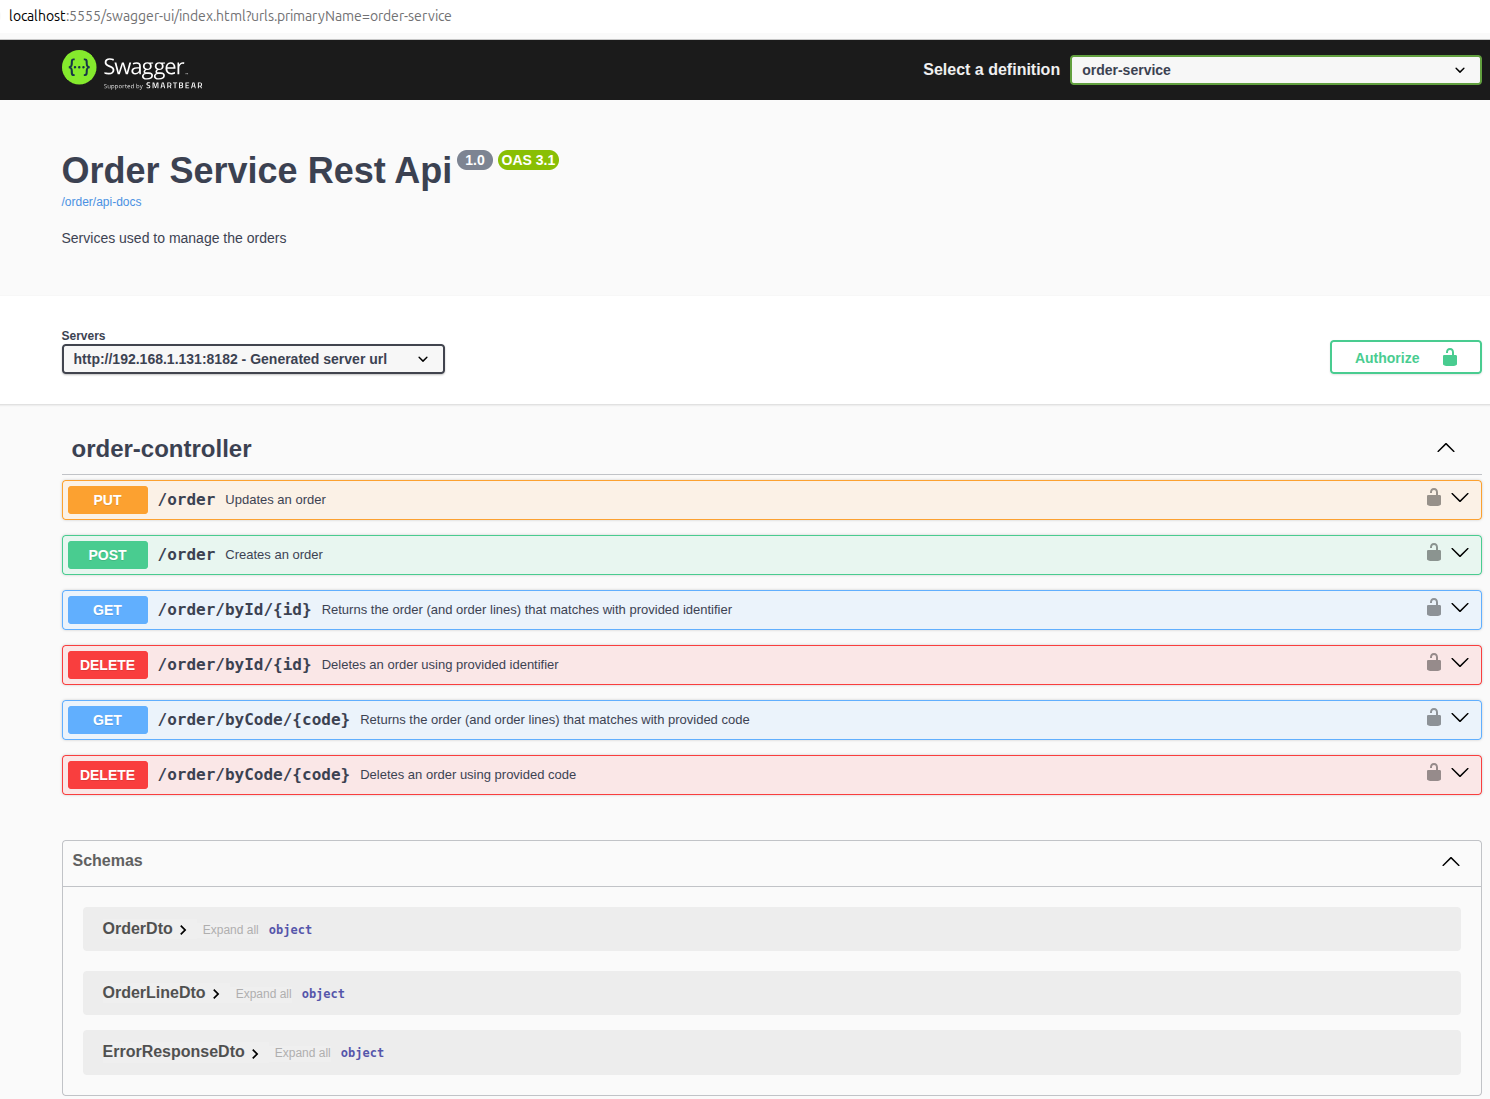 localhost:5555/swagger-ui/index.html?urls.primaryName=order-service
{...} Swagger Select a definition order-service
Supported by SMARTBEAR
Order Service Rest Api 1.0 OAS 3.1
/order/api-docs
Services used to manage the orders
Servers
http://192.168.1.131:8182 - Generated server url
Authorize
order-controller
PUT /order Updates an order
POST /order Creates an order
GET /order/byId/{id} Returns the order (and order lines) that matches with provided identifier
DELETE /order/byId/{id} Deletes an order using provided identifier
GET /order/byCode/{code} Returns the order (and order lines) that matches with provided code
DELETE /order/byCode/{code} Deletes an order using provided code
Schemas
OrderDto Expand all object
OrderLineDto Expand all object
ErrorResponseDto Expand all object